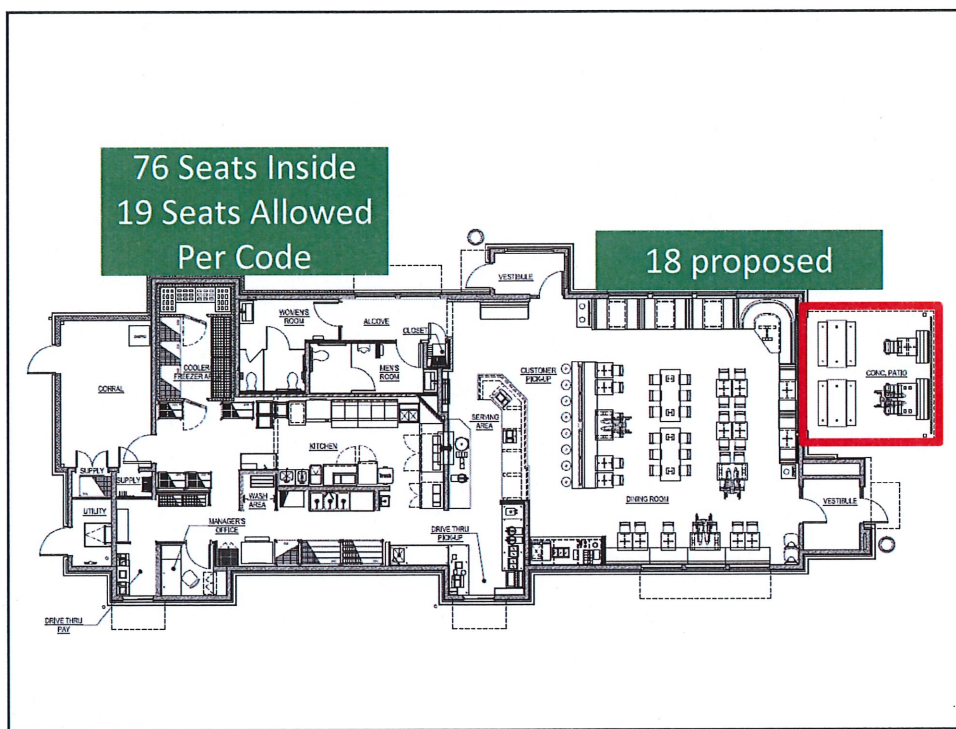 76 Seats Inside
19 Seats Allowed
Per Code
18 proposed
VESTIBULE
WOMEN'S
ROOM
ALCOVE
CLOSET
CORRAL
COOLER
MEN'S
ROOM
CUSTOMER
PICK-UP
CONC. PATIO
SERVING
AREA
KITCHEN
SUPPLY
SUPPLY
WASH
AREA
UTILITY
DINING ROOM
VESTIBULE
MANAGER'S
OFFICE
DRIVE THRU
PICK-UP
DRIVE THRU
PAY